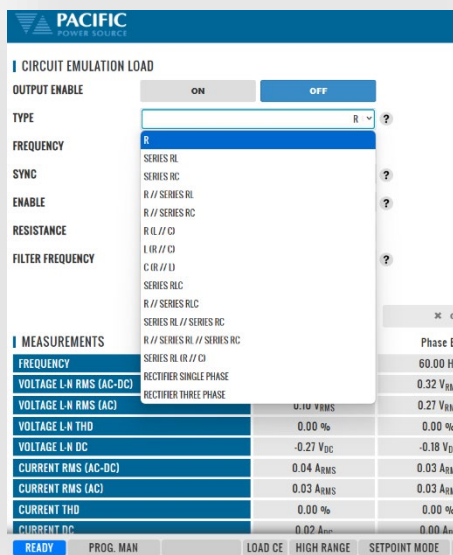 PACIFIC
POWER SOURCE
CIRCUIT EMULATION LOAD
OUTPUT ENABLE ON OFF
TYPE R ?
FREQUENCY
SYNC ?
ENABLE ?
RESISTANCE
FILTER FREQUENCY ?
R
SERIES RL
SERIES RC
R // SERIES RL
R // SERIES RC
R (L // C)
L (R // C)
C (R // L)
SERIES RLC
R // SERIES RLC
SERIES RL // SERIES RC
R // SERIES RL // SERIES RC
SERIES RL (R // C)
RECTIFIER SINGLE PHASE
RECTIFIER THREE PHASE
MEASUREMENTS Phase
FREQUENCY 60.00 H
VOLTAGE L-N RMS (AC-DC) 0.32 VRM
VOLTAGE L-N RMS (AC) 0.10 VRMS 0.27 VRM
VOLTAGE L-N THD 0.00 % 0.00 %
VOLTAGE L-N DC -0.27 VDC -0.18 VD
CURRENT RMS (AC-DC) 0.04 ARMS 0.03 ARM
CURRENT RMS (AC) 0.03 ARMS 0.03 ARM
CURRENT THD 0.00 % 0.00 %
CURRENT DC 0.02 ADC 0.00 AD
READY PROG. MAN LOAD CE HIGH RANGE SETPOINT MODE